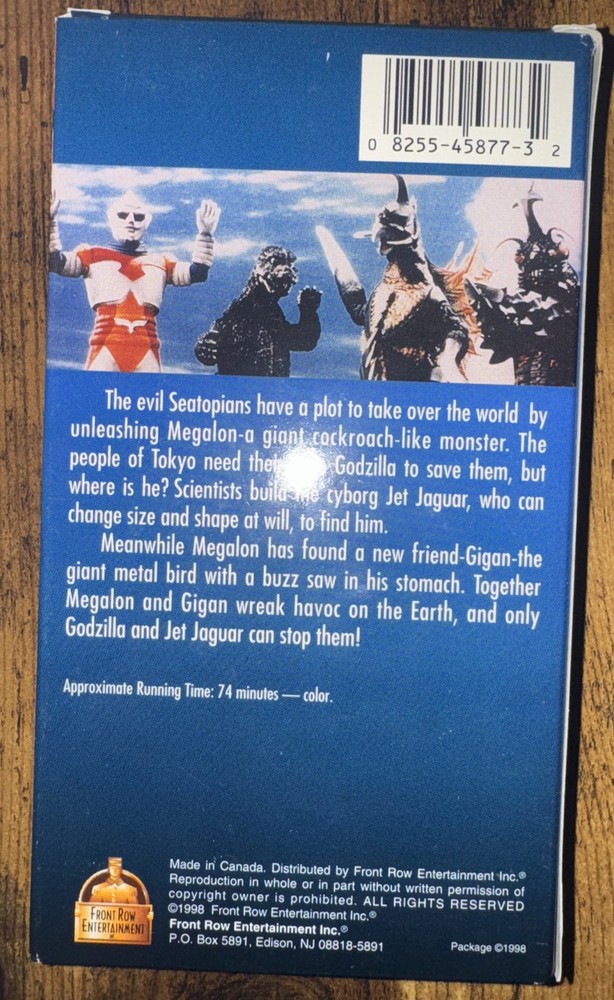 0 8255-45877-3 2
The evil Seatopians have a plot to take over the world by
unleashing Megalon-a giant cockroach-like monster. The
people of Tokyo need Godzilla to save them, but
where is he? Scientists build the cyborg Jet Jaguar, who can
change size and shape at will, to find him.
Meanwhile Megalon has found a new friend-Gigan-the
giant metal bird with a buzz saw in his stomach. Together
Megalon and Gigan wreak havoc on the Earth, and only
Godzilla and Jet Jaguar can stop them!
Approximate Running Time: 74 minutes — color.
Made in Canada. Distributed by Front Row Entertainment Inc.®
Reproduction in whole or in part without written permission of
copyright owner is prohibited. ALL RIGHTS RESERVED
©1998 Front Row Entertainment Inc.®
Front Row Entertainment Inc.®
P.O. Box 5891, Edison, NJ 08818-5891
Package ©1998
FRONT ROW
ENTERTAINMENT